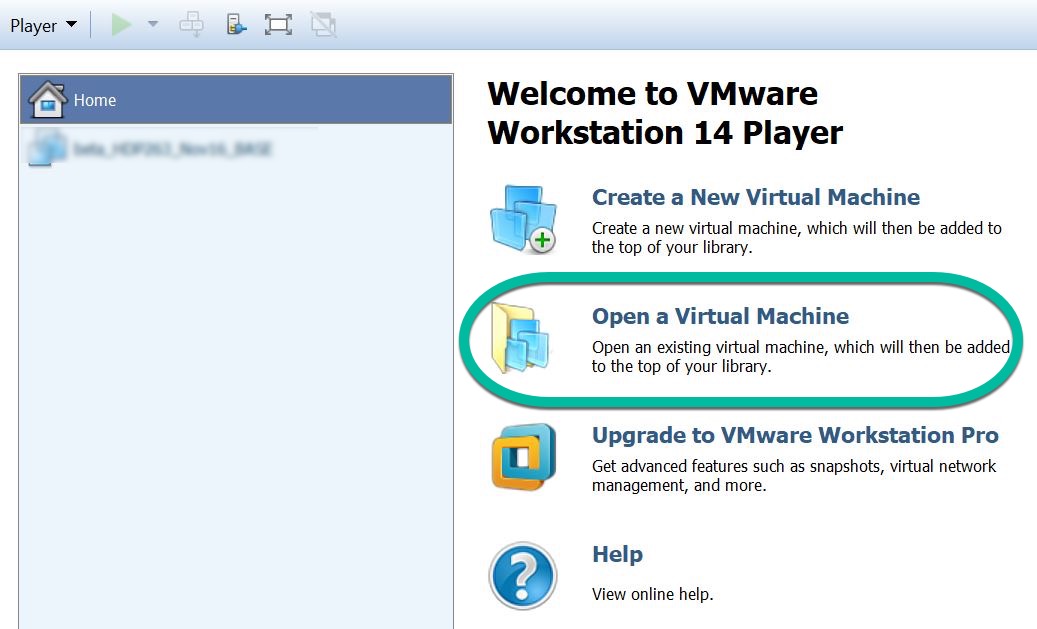 Player
Home
Welcome to VMware
Workstation 14 Player
Create a New Virtual Machine
Create a new virtual machine, which will then be added to
the top of your library.
Open a Virtual Machine
Open an existing virtual machine, which will then be added
to the top of your library.
Upgrade to VMware Workstation Pro
Get advanced features such as snapshots, virtual network
management, and more.
Help
View online help.